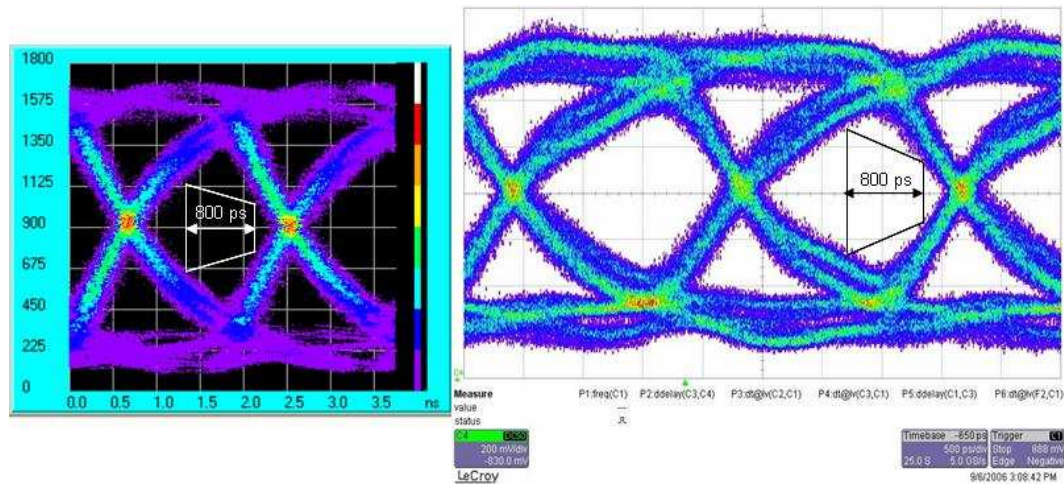 1800
1575
1350
1125
900
675
450
225
0
0.0 0.5 1.0 1.5 2.0 2.5 3.0 3.5 ns
800 ps
800 ps
Measure P1:freq(C1) P2:ddelay(C3,C4) P3:dt@lv(C2,C1) P4:dt@lv(C3,C1) P5:ddelay(C1,C3) P6:dt@lv(F2,C1)
value ---
status
C4 DC50
200 mV/div
-830.0 mV
Timebase -650 ps
500 ps/div
25.0 S 5.0 GS/s
Trigger C1
Stop 888 mV
Edge Negative
LeCroy
9/6/2006 3:08:42 PM